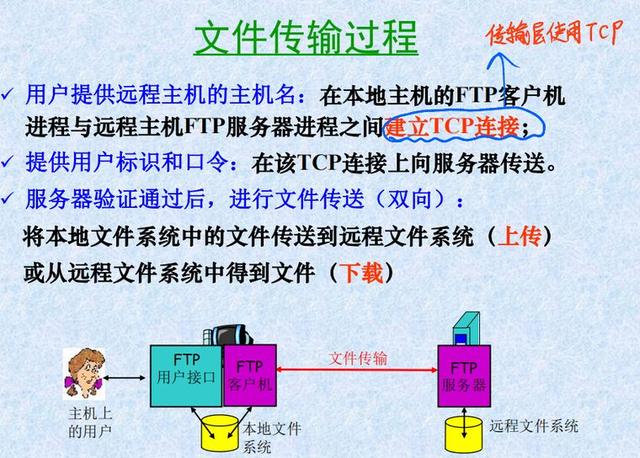 文件传输过程
传输层使用TCP
用户提供远程主机的主机名：在本地主机的FTP客户机
进程与远程主机FTP服务器进程之间建立TCP连接；
提供用户标识和口令：在该TCP连接上向服务器传送。
服务器验证通过后，进行文件传送（双向）：
将本地文件系统中的文件传送到远程文件系统（上传）
或从远程文件系统中得到文件（下载）
主机上
的用户
FTP
用户接口
FTP
客户机
本地文件
系统
文件传输
FTP
服务器
远程文件系统